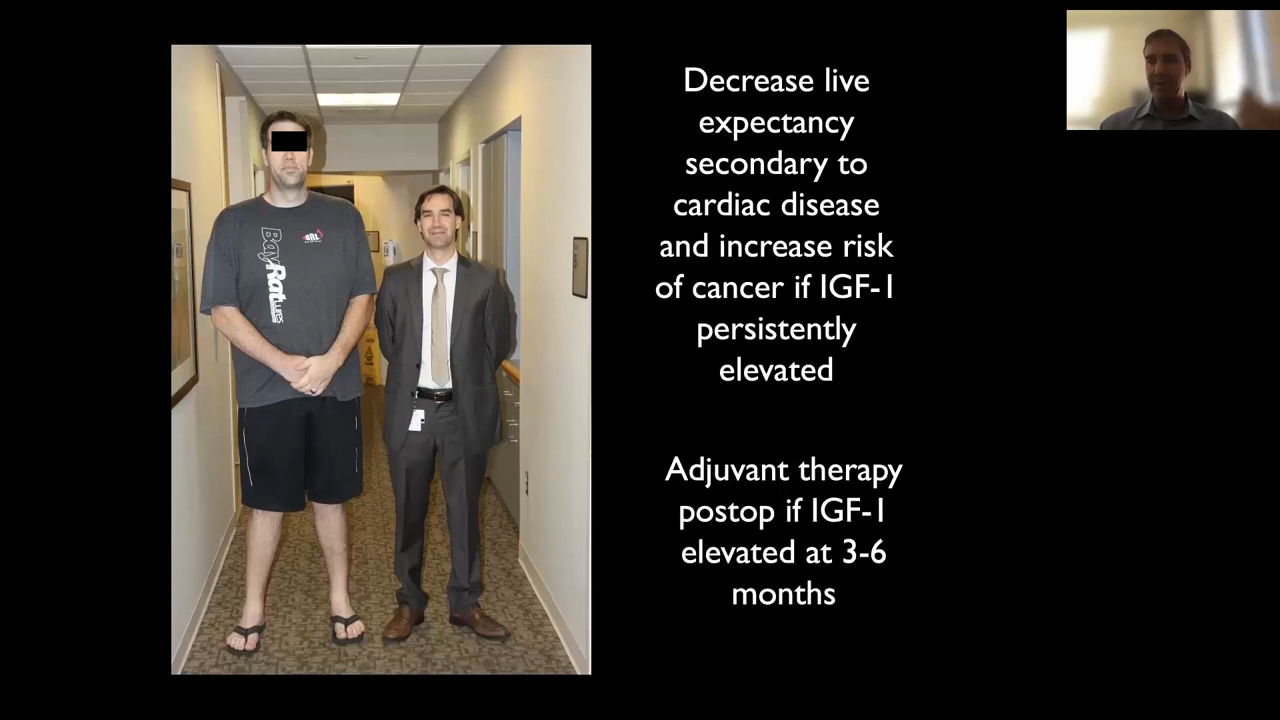 Decrease live
expectancy
secondary to
cardiac disease
and increase risk
of cancer if IGF-1
persistently
elevated
Adjuvant therapy
postop if IGF-1
elevated at 3-6
months
BayRat